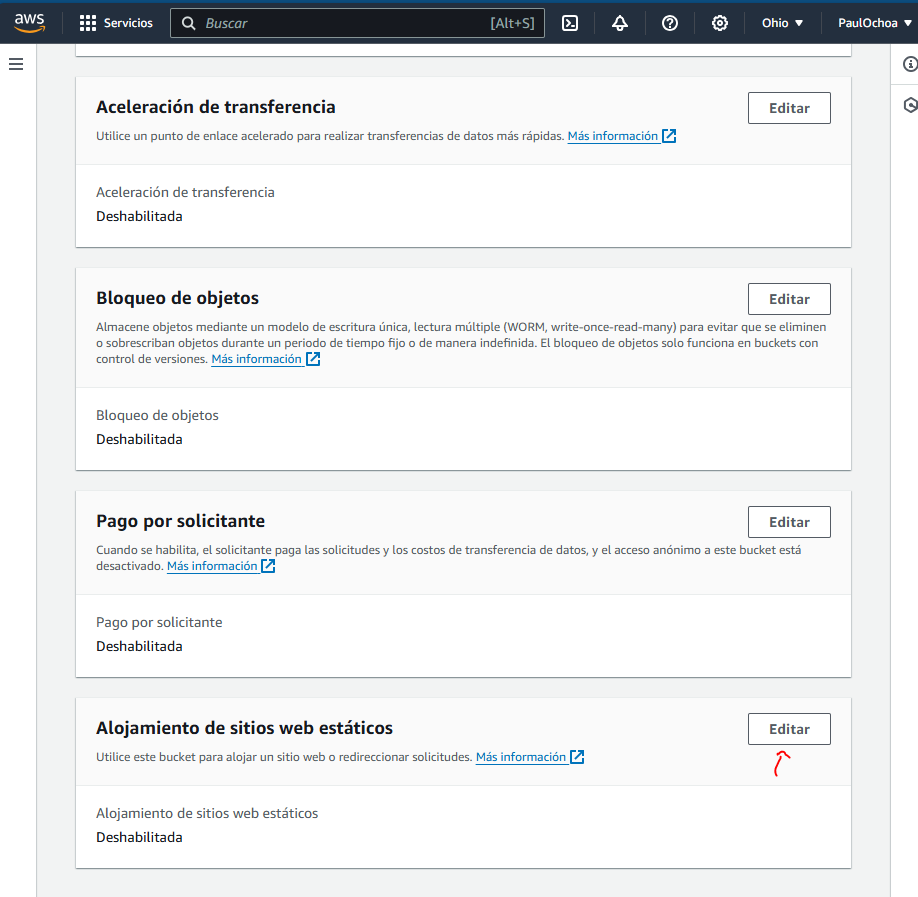 aws
Servicios
Buscar
[Alt+S]
Ohio
PaulOchoa
Aceleración de transferencia
Editar
Utilice un punto de enlace acelerado para realizar transferencias de datos más rápidas. Más información
Aceleración de transferencia
Deshabilitada
Bloqueo de objetos
Editar
Almacene objetos mediante un modelo de escritura única, lectura múltiple (WORM, write-once-read-many) para evitar que se eliminen
o sobrescriban objetos durante un periodo de tiempo fijo o de manera indefinida. El bloqueo de objetos solo funciona en buckets con
control de versiones. Más información
Bloqueo de objetos
Deshabilitada
Pago por solicitante
Editar
Cuando se habilita, el solicitante paga las solicitudes y los costos de transferencia de datos, y el acceso anónimo a este bucket está
desactivado. Más información
Pago por solicitante
Deshabilitada
Alojamiento de sitios web estáticos
Editar
Utilice este bucket para alojar un sitio web o redireccionar solicitudes. Más información
Alojamiento de sitios web estáticos
Deshabilitada